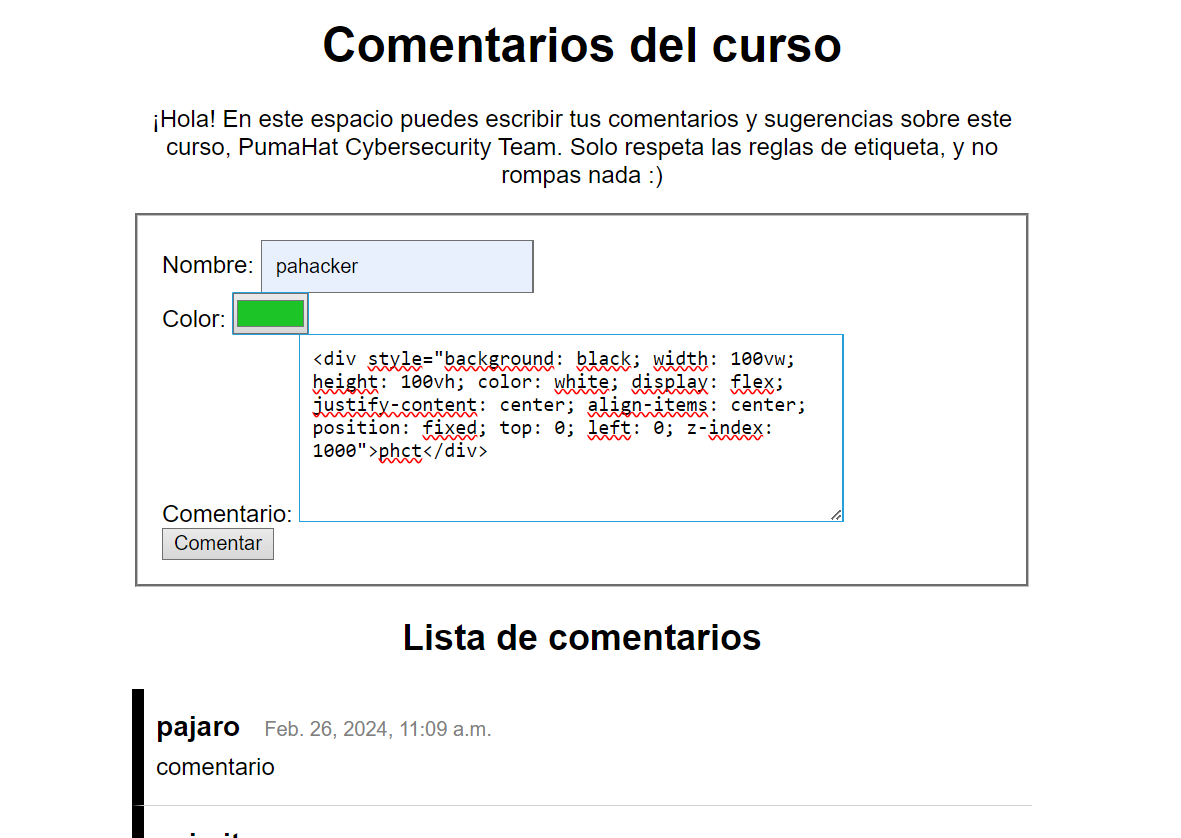 Comentarios del curso
¡Hola! En este espacio puedes escribir tus comentarios y sugerencias sobre este
curso, PumaHat Cybersecurity Team. Solo respeta las reglas de etiqueta, y no
rompas nada :)
Nombre: pahacker
Color:
<div style="background: black; width: 100vw;
height: 100vh; color: white; display: flex;
justify-content: center; align-items: center;
position: fixed; top: 0; left: 0; z-index:
1000">phct</div>
Comentario:
Comentar
Lista de comentarios
pajaro Feb. 26, 2024, 11:09 a.m.
comentario